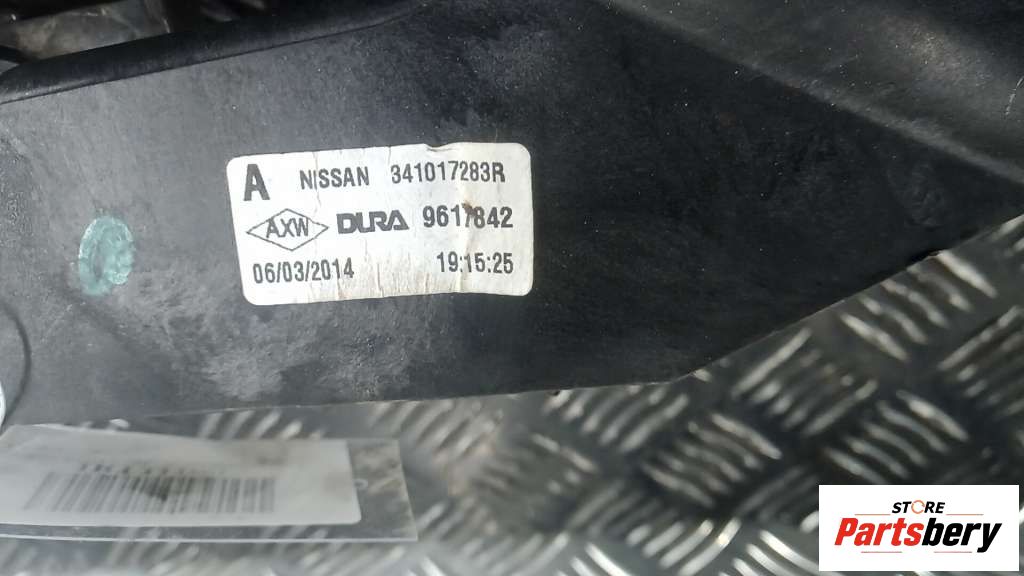 A NISSAN 341017283R
AXW DURA 9617842
06/03/2014 19:15:25
STORE
Partsbery